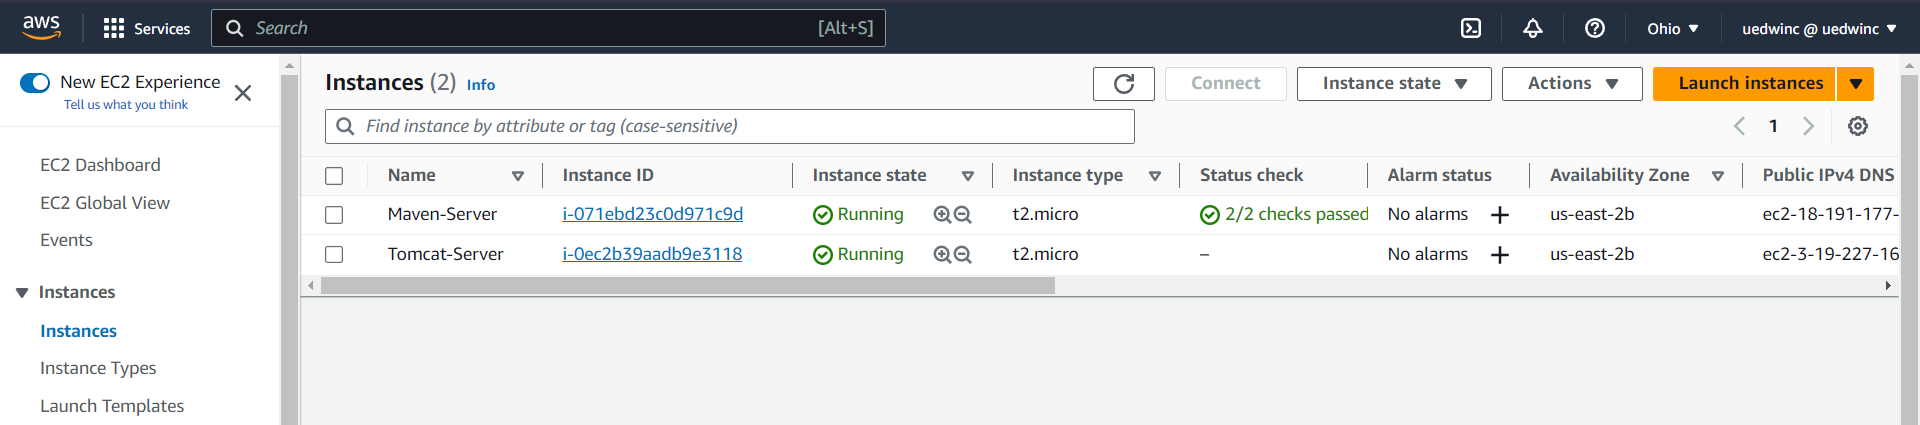 aws
Services
Search
[Alt+S]
Ohio
uedwinc @ uedwinc
New EC2 Experience
Tell us what you think
EC2 Dashboard
EC2 Global View
Events
Instances
Instances
Instance Types
Launch Templates
Instances (2) Info
Connect
Instance state
Actions
Launch instances
Find instance by attribute or tag (case-sensitive)
1
Name Instance ID Instance state Instance type Status check Alarm status Availability Zone Public IPv4 DNS
Maven-Server i-071ebd23c0d971c9d Running t2.micro 2/2 checks passed No alarms + us-east-2b ec2-18-191-177-
Tomcat-Server i-0ec2b39aadb9e3118 Running t2.micro – No alarms + us-east-2b ec2-3-19-227-16